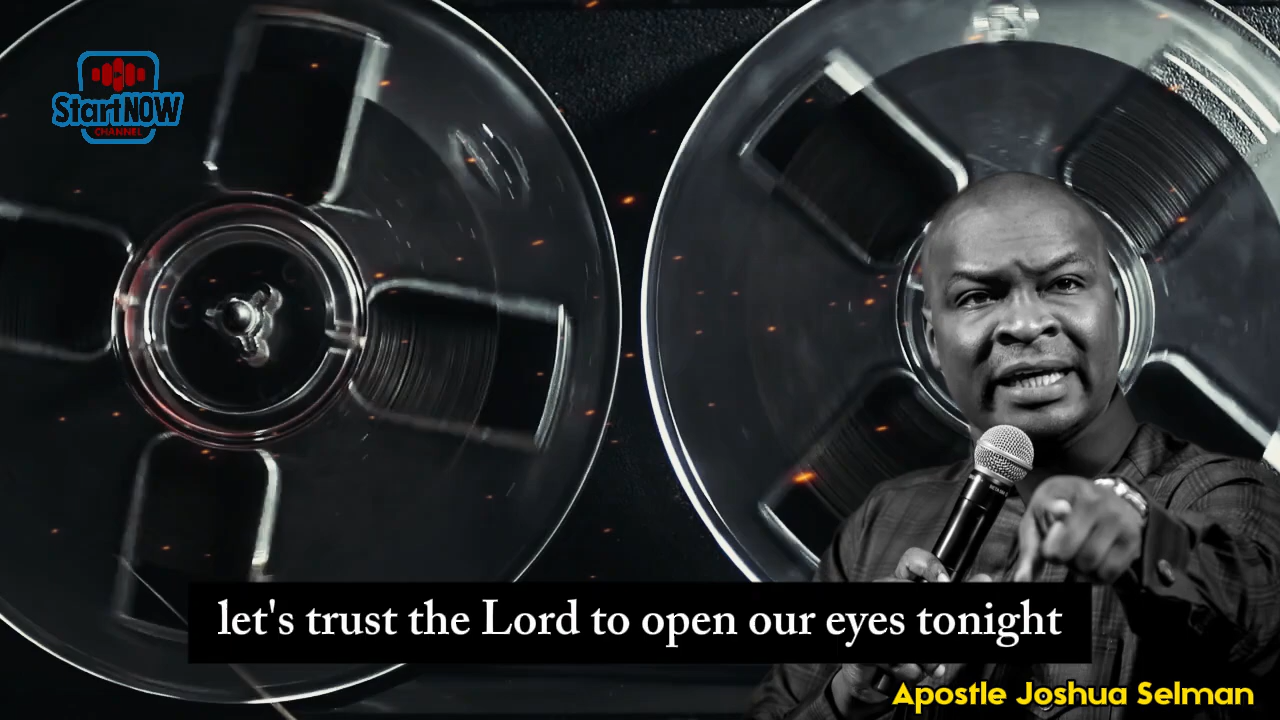 StartNOW
CHANNEL
let's trust the Lord to open our eyes tonight
Apostle Joshua Selman